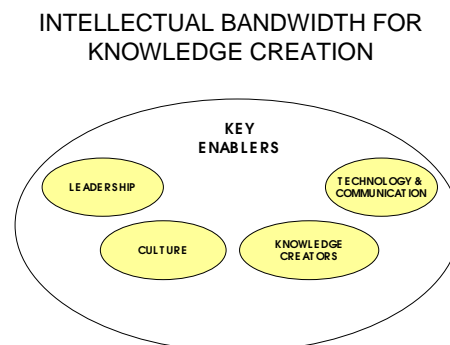 INTELLECTUAL BANDWIDTH FOR
KNOWLEDGE CREATION
KEY
ENABLERS
LEADERSHIP
TECHNOLOGY &
COMMUNICATION
CULTURE
KNOWLEDGE
CREATORS